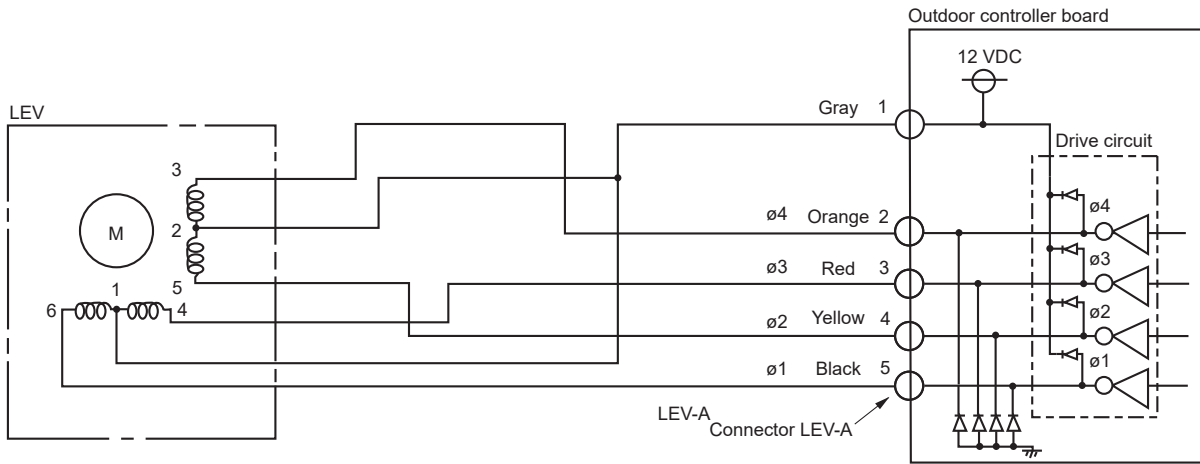 Outdoor controller board
12 VDC
LEV
Gray 1
Drive circuit
3
ø4
M
2
ø4 Orange 2
ø3
ø3 Red 3
5
1
6
4
ø2
ø2 Yellow 4
ø1
ø1 Black 5
LEV-A
Connector LEV-A